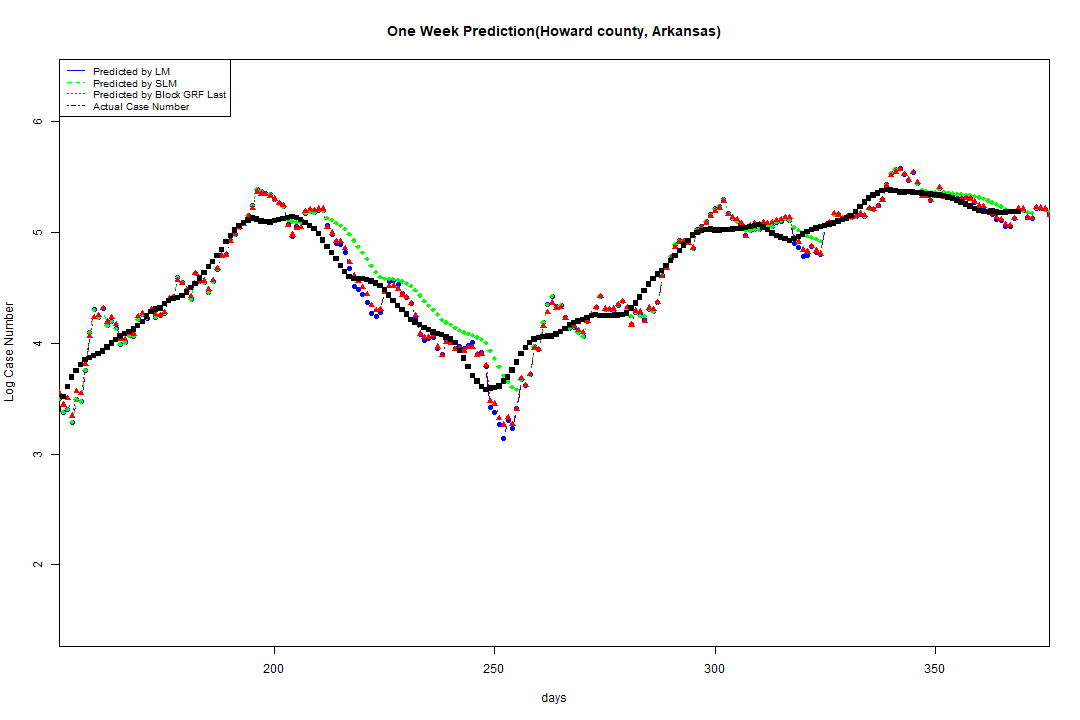 One Week Prediction(Howard county, Arkansas)
Predicted by LM
Predicted by SLM
Predicted by Block GRF Last
Actual Case Number
6
5
4
3
2
Log Case Number
200
250
300
350
days